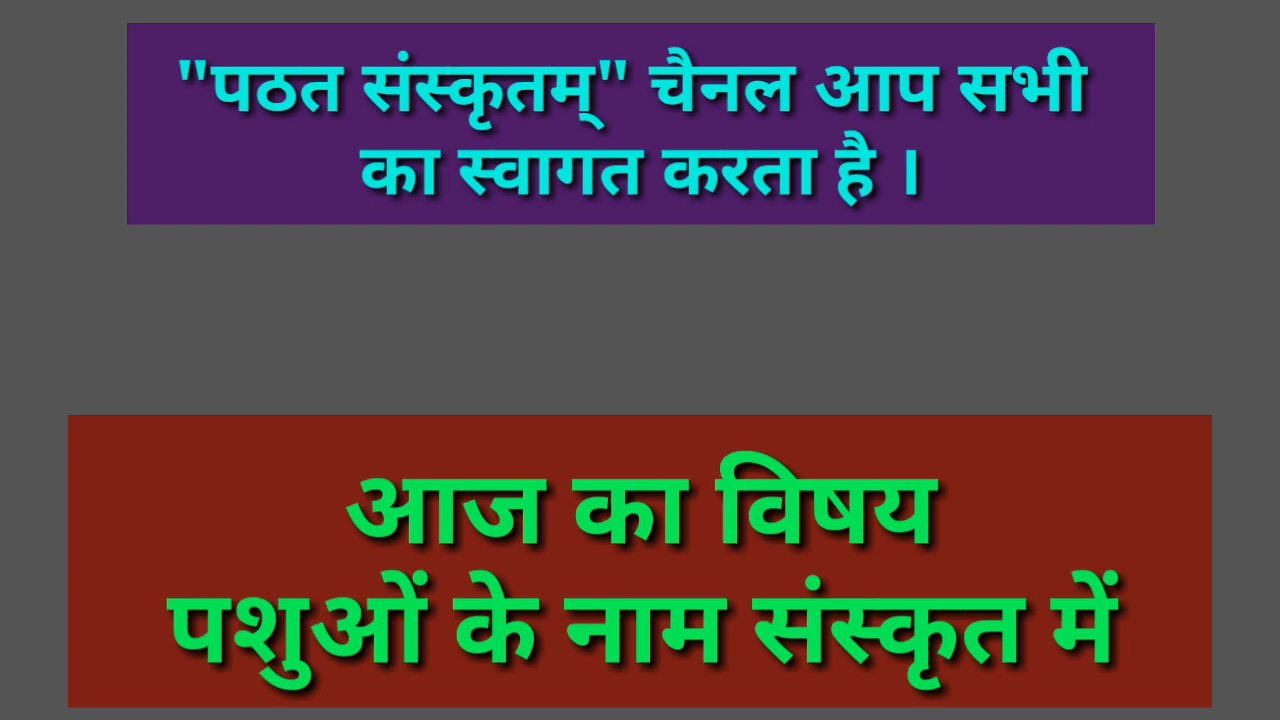 "पठत संस्कृतम्" चैनल आप सभी
का स्वागत करता है ।
आज का विषय
पशुओं के नाम संस्कृत में